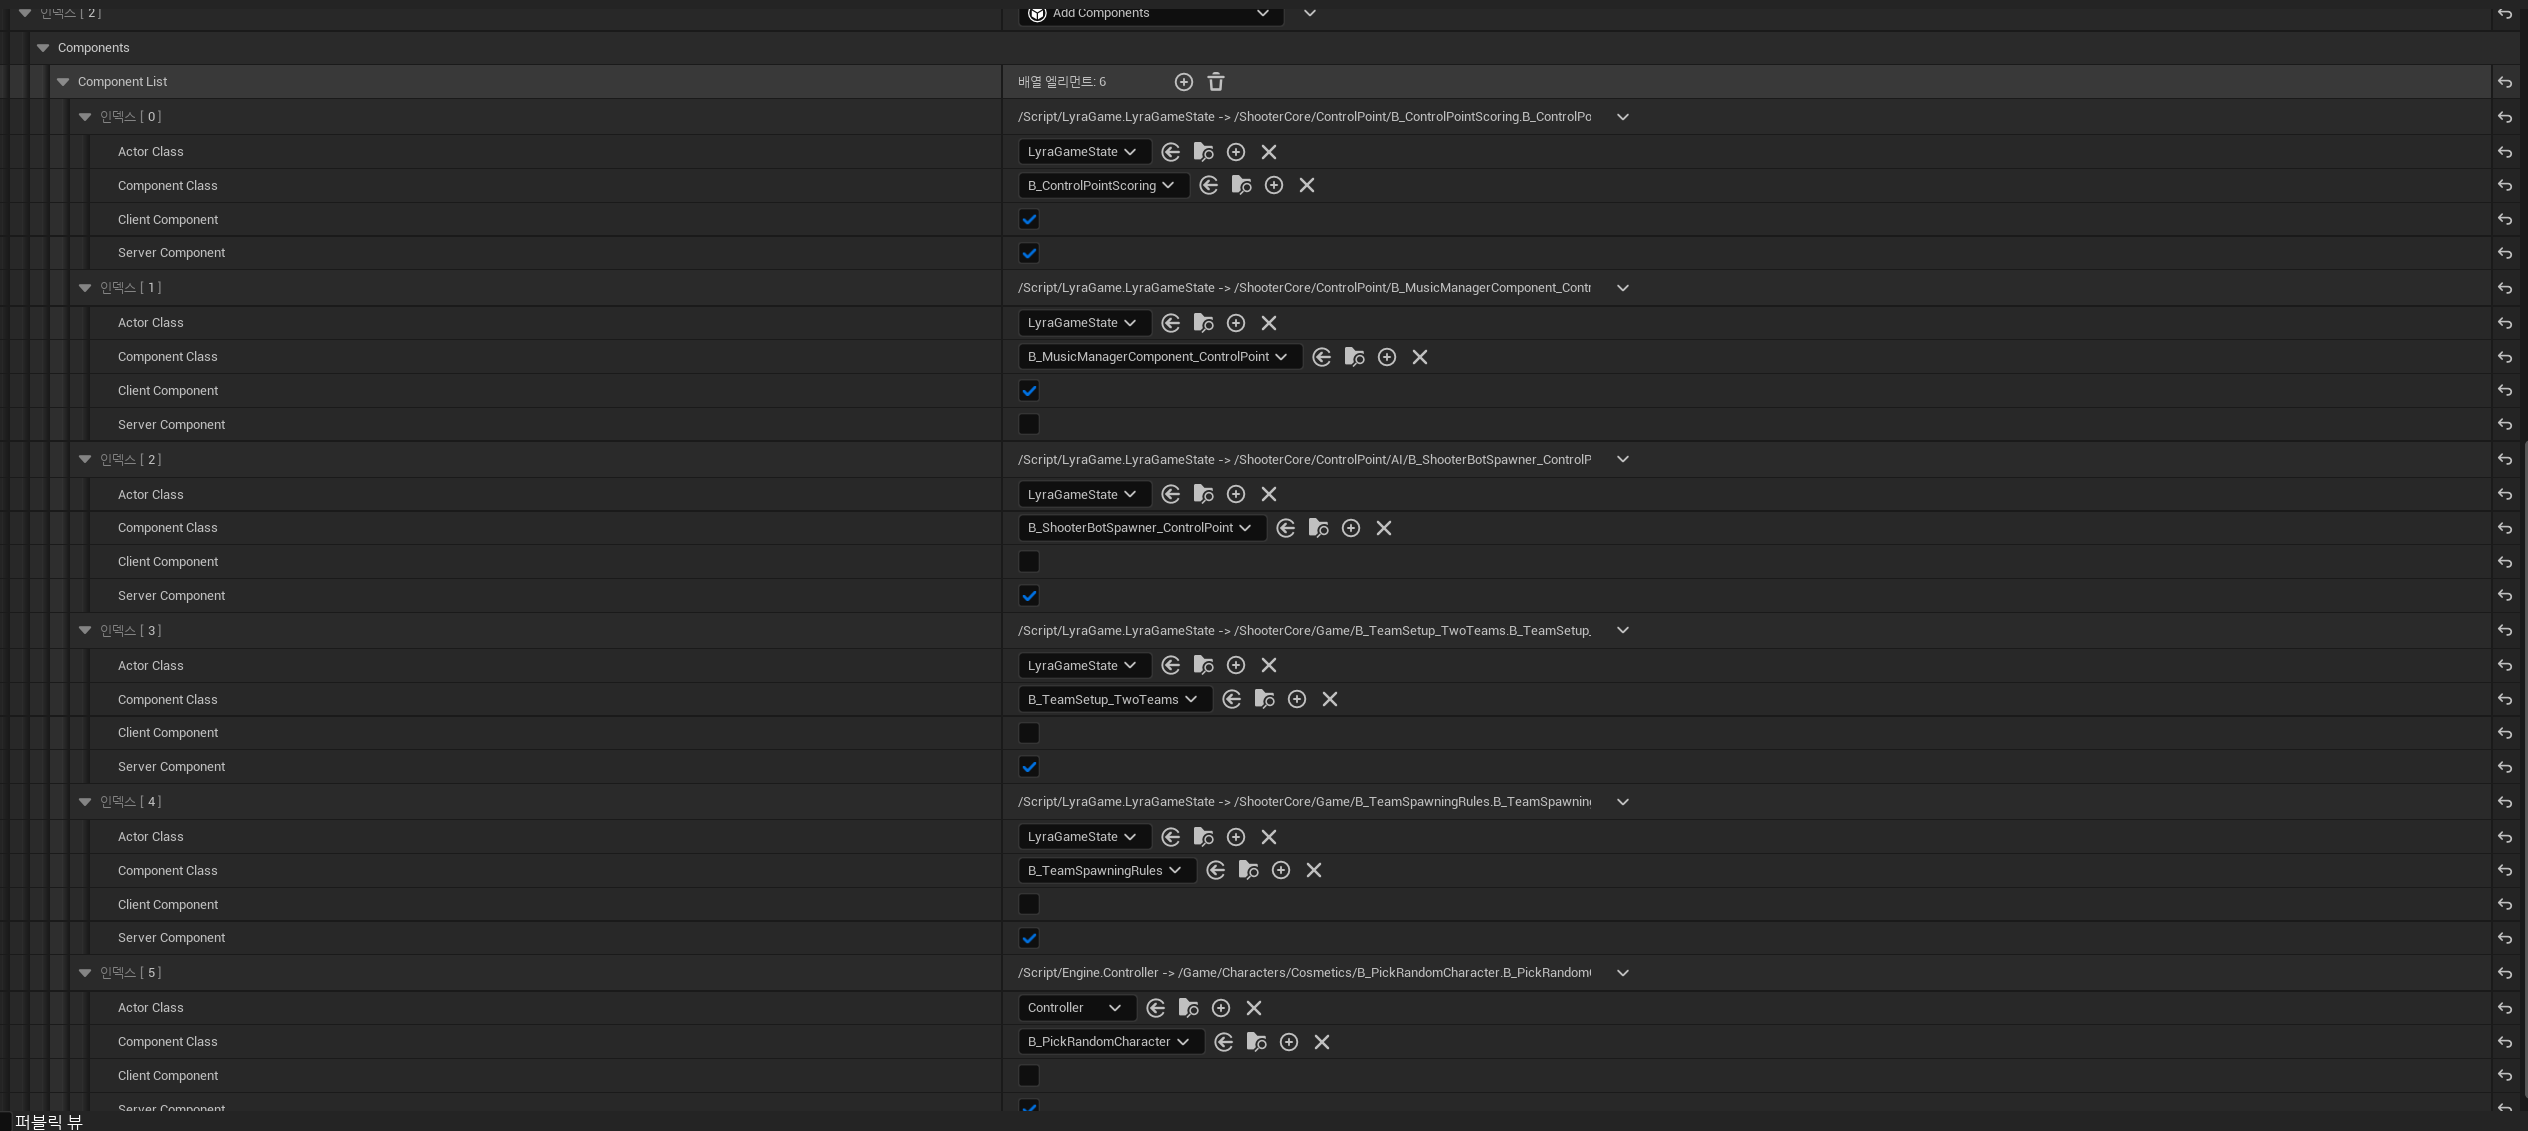 인덱스 [ 2 ] Add Components
Components
Component List 배열 엘리먼트: 6
인덱스 [ 0 ] /Script/LyraGame.LyraGameState -> /ShooterCore/ControlPoint/B_ControlPointScoring.B_ControlPo
Actor Class LyraGameState
Component Class B_ControlPointScoring
Client Component
Server Component
인덱스 [ 1 ] /Script/LyraGame.LyraGameState -> /ShooterCore/ControlPoint/B_MusicManagerComponent_Contr
Actor Class LyraGameState
Component Class B_MusicManagerComponent_ControlPoint
Client Component
Server Component
인덱스 [ 2 ] /Script/LyraGame.LyraGameState -> /ShooterCore/ControlPoint/AI/B_ShooterBotSpawner_ControlP
Actor Class LyraGameState
Component Class B_ShooterBotSpawner_ControlPoint
Client Component
Server Component
인덱스 [ 3 ] /Script/LyraGame.LyraGameState -> /ShooterCore/Game/B_TeamSetup_TwoTeams.B_TeamSetup_
Actor Class LyraGameState
Component Class B_TeamSetup_TwoTeams
Client Component
Server Component
인덱스 [ 4 ] /Script/LyraGame.LyraGameState -> /ShooterCore/Game/B_TeamSpawningRules.B_TeamSpawning
Actor Class LyraGameState
Component Class B_TeamSpawningRules
Client Component
Server Component
인덱스 [ 5 ] /Script/Engine.Controller -> /Game/Characters/Cosmetics/B_PickRandomCharacter.B_PickRandom
Actor Class Controller
Component Class B_PickRandomCharacter
Client Component
Server Component
퍼블릭 뷰